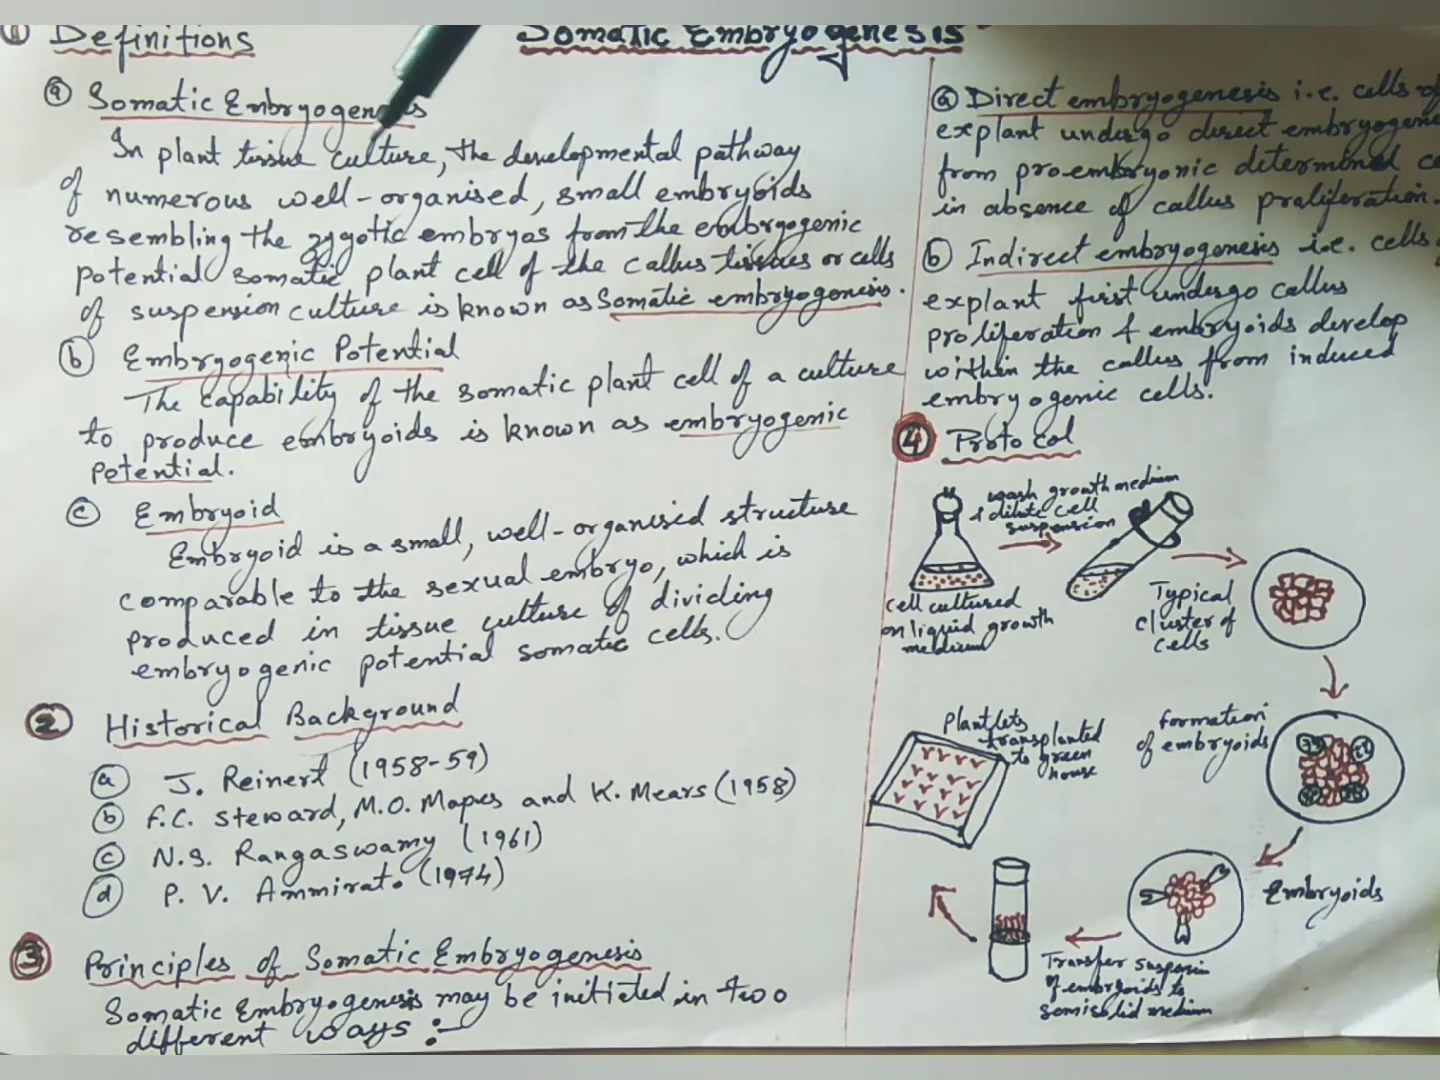 1 Definitions
Somatic Embryogenesis
a Somatic Embryogenesis
In plant tissue culture, the developmental pathway
of numerous well-organised, small embryoids
resembling the zygotic embryos from the embrgogenic
potential somatic plant cell of the callus tissues or cells
of suspension culture is known as Somatic embryogenesis.
b Embryogenic Potential
The capability of the somatic plant cell of a culture
to produce embryoids is known as embryogenic
potential.
c Embryoid
Embryoid is a small, well-organised structure
comparable to the sexual embryo, which is
produced in tissue culture of dividing
embryogenic potential somatic cells.
2 Historical Background
a J. Reinert (1958-59)
b F.C. Steward, M.O. Mapes and K. Mears (1958)
c N.S. Rangaswamy (1961)
d P. V. Ammirato (1974)
3 Principles of Somatic Embryogenesis
Somatic Embryogenesis may be initieted in two
different ways :-
a Direct embryogenesis i.e. cells of
explant undergo direct embryogene
from proembryonic determined ce
in absence of callus proliferation.
b Indirect embryogenesis i.e. cells
explant first undergo callus
proliferation & embryoids develop
within the callus from induced
embryogenic cells.
4 Protocol
wash growth medium
& dilute cell
suspension
cell cultured
on liquid growth
medium
Typical
cluster of
cells
formation
of embryoids
Embryoids
Transfer
of embryoids to
semisolid medium
Plantlets
transplanted
to green
house